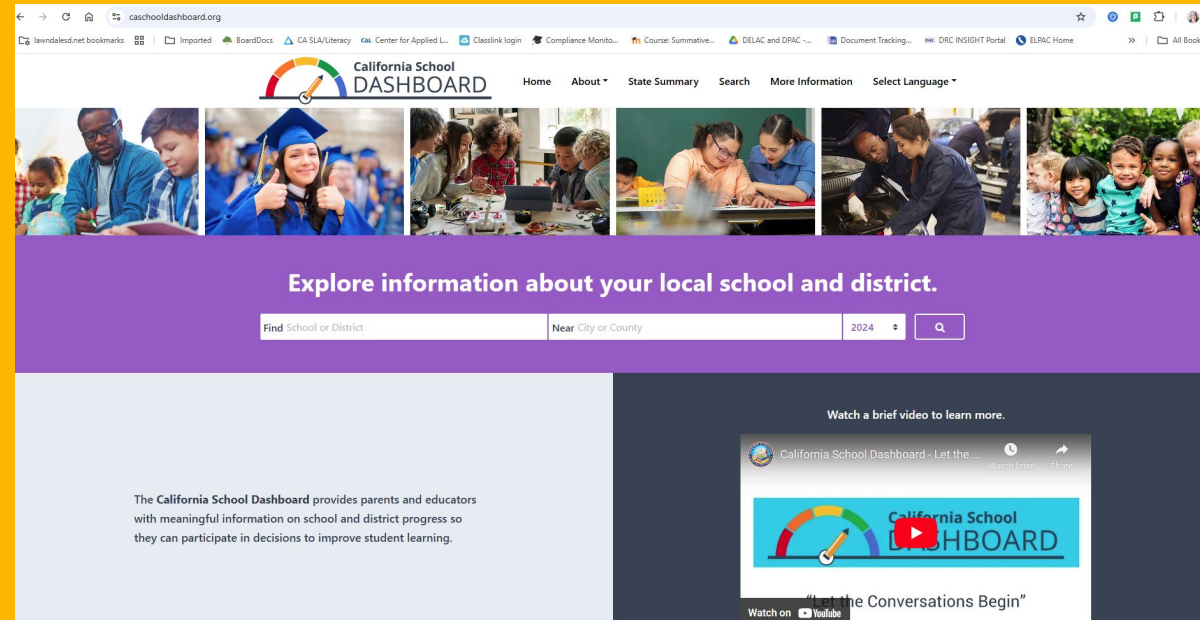 caschooldashboard.org
lawndalesd.net bookmarks Imported BoardDocs CA SLA/Literacy CAL Center for Applied L... Classlink login Compliance Monito... Course: Summative... DELAC and DPAC -... Document Tracking... DRC DRC INSIGHT Portal ELPAC Home » All Book
California School
DASHBOARD
Home About State Summary Search More Information Select Language
Explore information about your local school and district.
Find School or District Near City or County 2024
Watch a brief video to learn more.
California School Dashboard - Let the ...
Watch later Share
The California School Dashboard provides parents and educators
with meaningful information on school and district progress so
they can participate in decisions to improve student learning.
California School
DASHBOARD
"Let the Conversations Begin"
Watch on YouTube